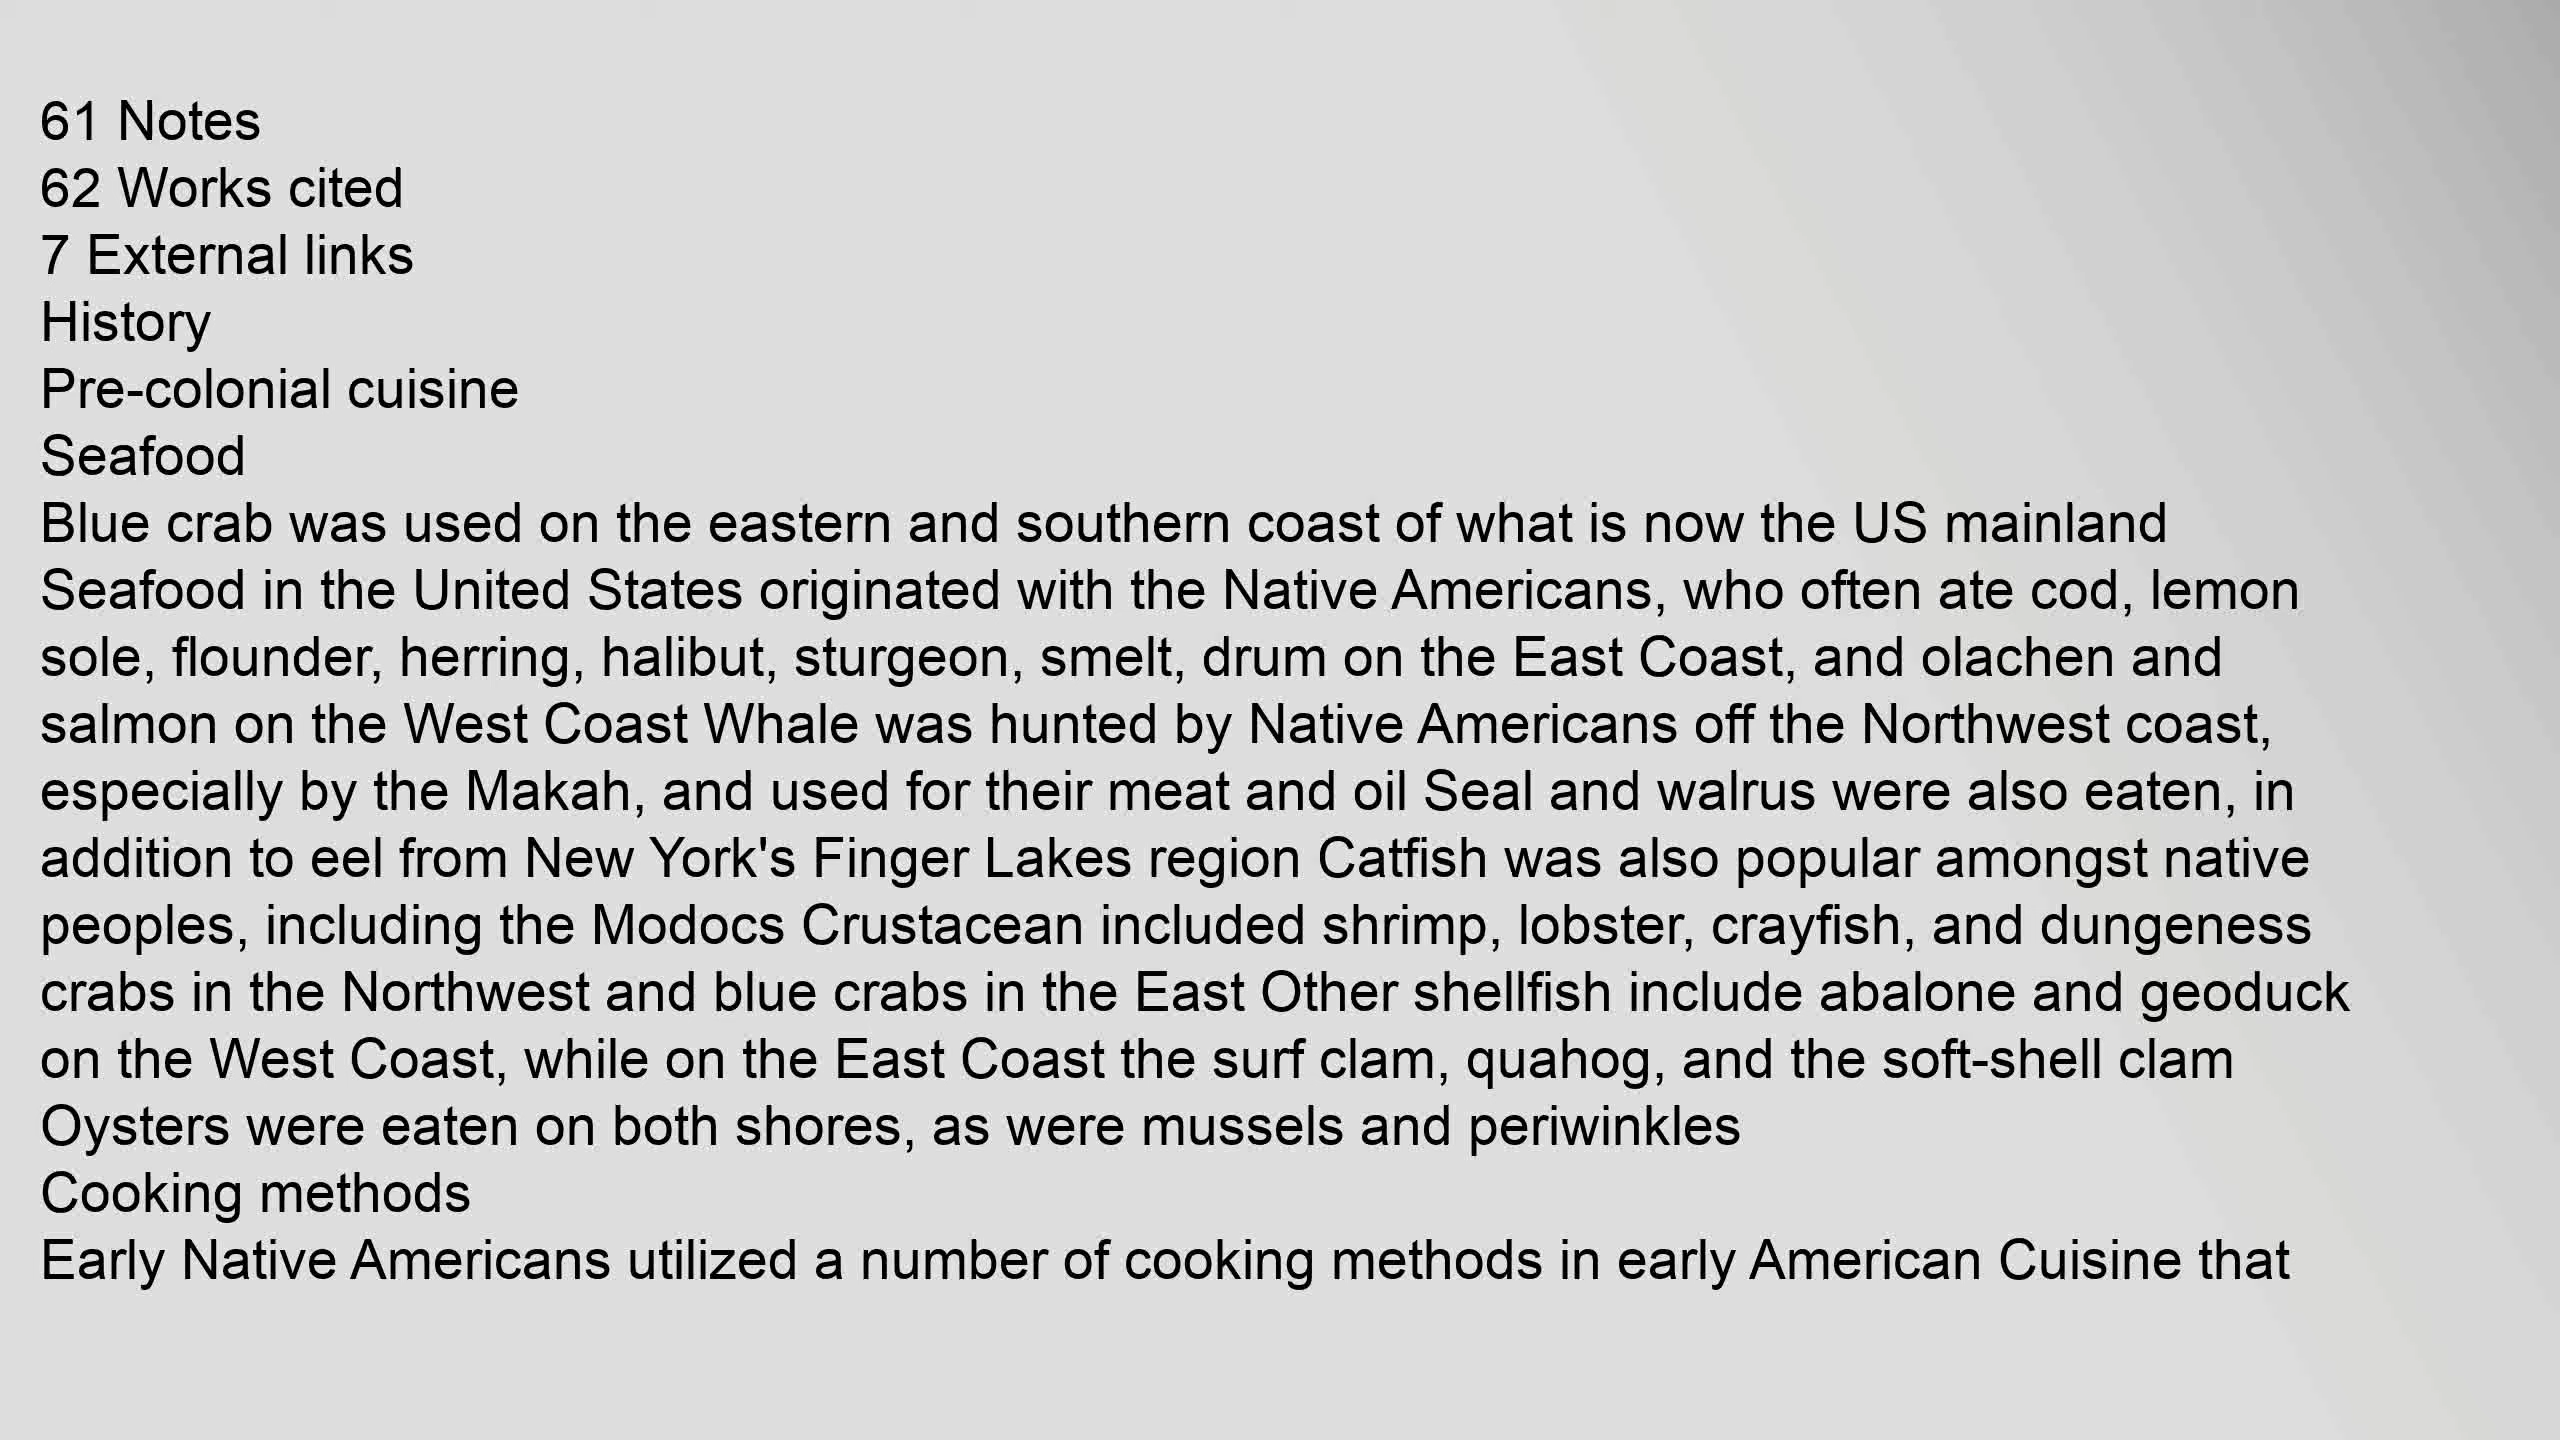 61 Notes
62 Works cited
7 External links
History
Pre-colonial cuisine
Seafood
Blue crab was used on the eastern and southern coast of what is now the US mainland
Seafood in the United States originated with the Native Americans, who often ate cod, lemon
sole, flounder, herring, halibut, sturgeon, smelt, drum on the East Coast, and olachen and
salmon on the West Coast Whale was hunted by Native Americans off the Northwest coast,
especially by the Makah, and used for their meat and oil Seal and walrus were also eaten, in
addition to eel from New York's Finger Lakes region Catfish was also popular amongst native
peoples, including the Modocs Crustacean included shrimp, lobster, crayfish, and dungeness
crabs in the Northwest and blue crabs in the East Other shellfish include abalone and geoduck
on the West Coast, while on the East Coast the surf clam, quahog, and the soft-shell clam
Oysters were eaten on both shores, as were mussels and periwinkles
Cooking methods
Early Native Americans utilized a number of cooking methods in early American Cuisine that